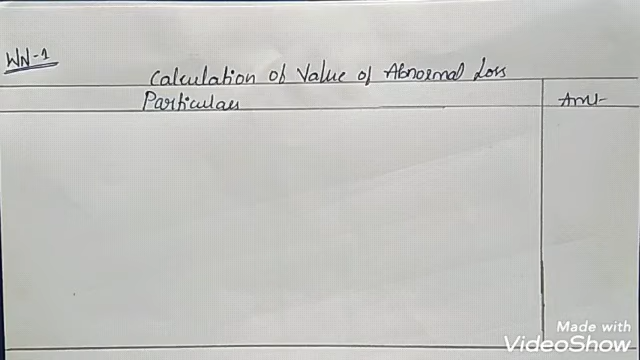 WN-1
Calculation of Value of Abnormal Loss
Particulars
Amt
Made with
VideoShow